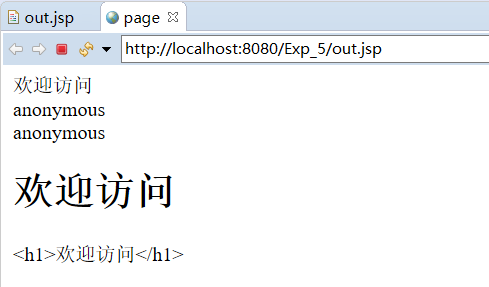 out.jsp page
http://localhost:8080/Exp_5/out.jsp
欢迎访问
anonymous
anonymous
欢迎访问
<h1>欢迎访问</h1>